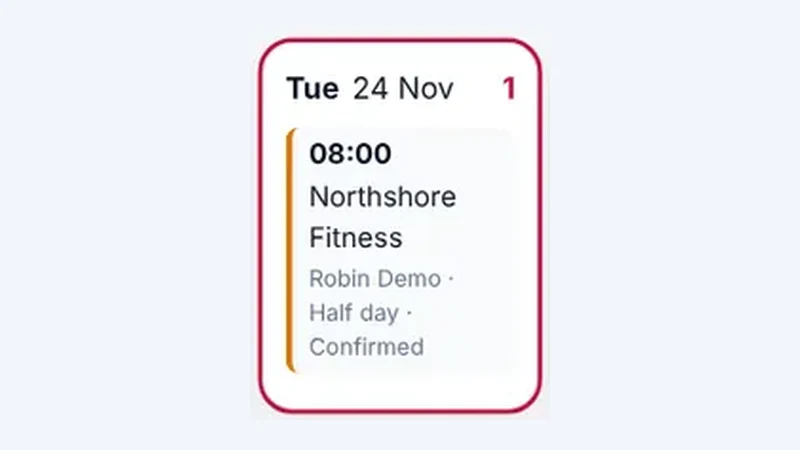 Tue 24 Nov 1
08:00
Northshore
Fitness
Robin Demo ·
Half day ·
Confirmed